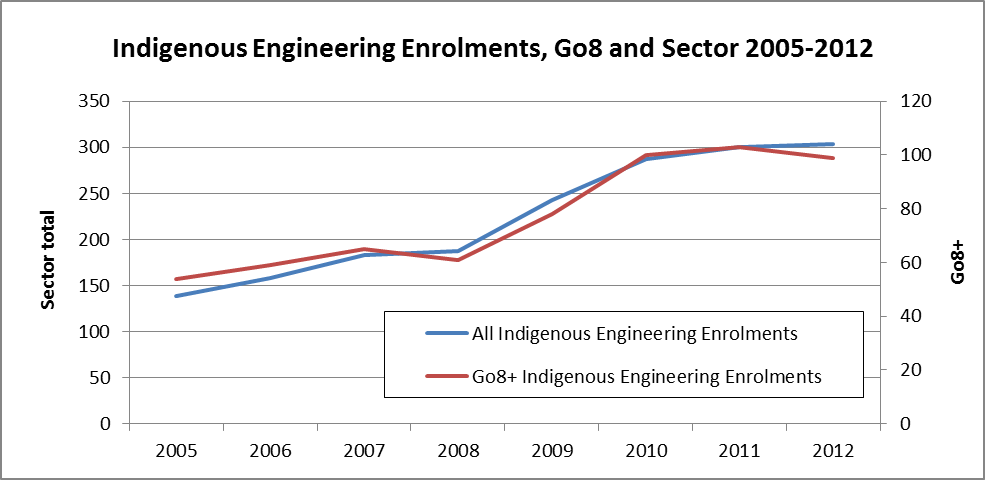 Indigenous Engineering Enrolments, Go8 and Sector 2005-2012
350
300
250
200
150
100
50
0
Sector total
120
100
80
60
40
20
0
Go8+
All Indigenous Engineering Enrolments
Go8+ Indigenous Engineering Enrolments
2005 2006 2007 2008 2009 2010 2011 2012